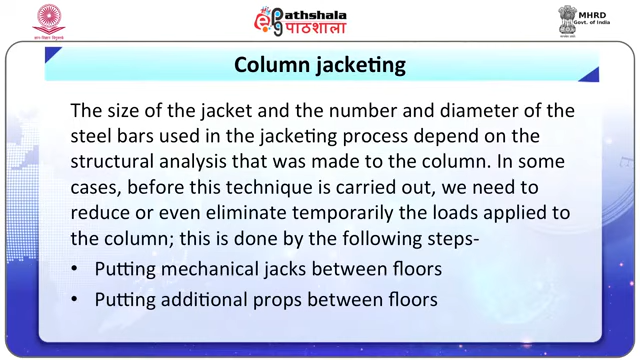 ePathshala
पाठशाला
MHRD
Govt. of India
Column jacketing
The size of the jacket and the number and diameter of the
steel bars used in the jacketing process depend on the
structural analysis that was made to the column. In some
cases, before this technique is carried out, we need to
reduce or even eliminate temporarily the loads applied to
the column; this is done by the following steps-
• Putting mechanical jacks between floors
• Putting additional props between floors